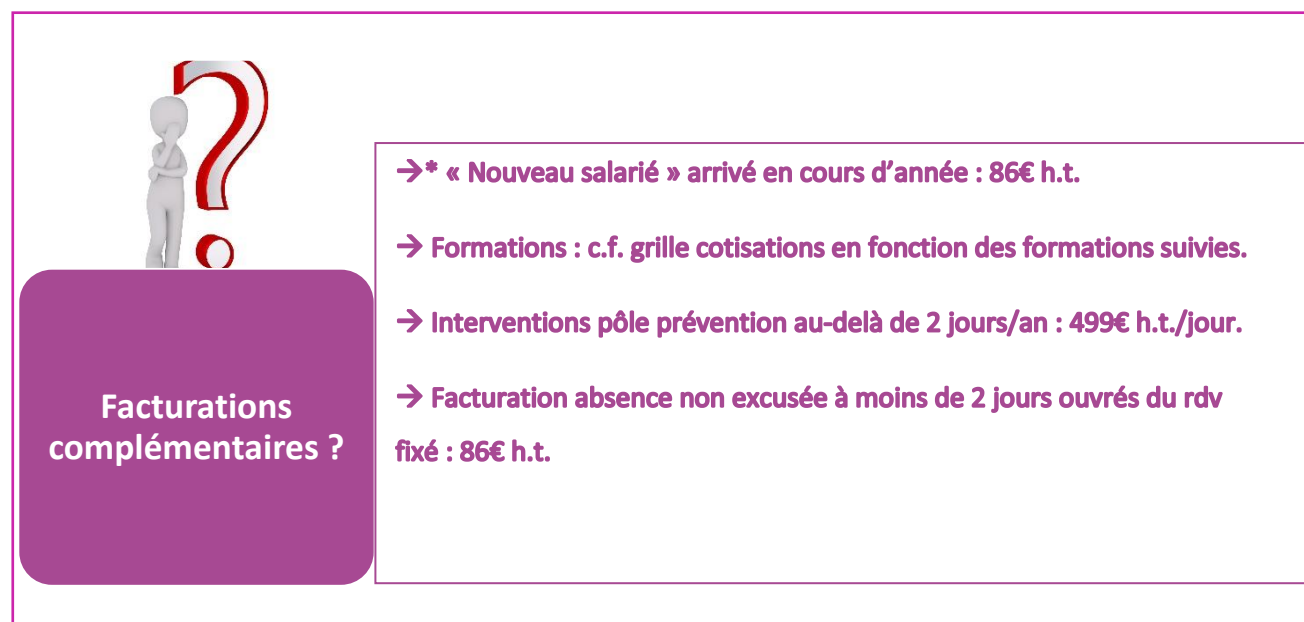 →* « Nouveau salarié » arrivé en cours d’année : 86€ h.t.
→ Formations : c.f. grille cotisations en fonction des formations suivies.
→ Interventions pôle prévention au-delà de 2 jours/an : 499€ h.t./jour.
→ Facturation absence non excusée à moins de 2 jours ouvrés du rdv
fixé : 86€ h.t.
Facturations
complémentaires ?